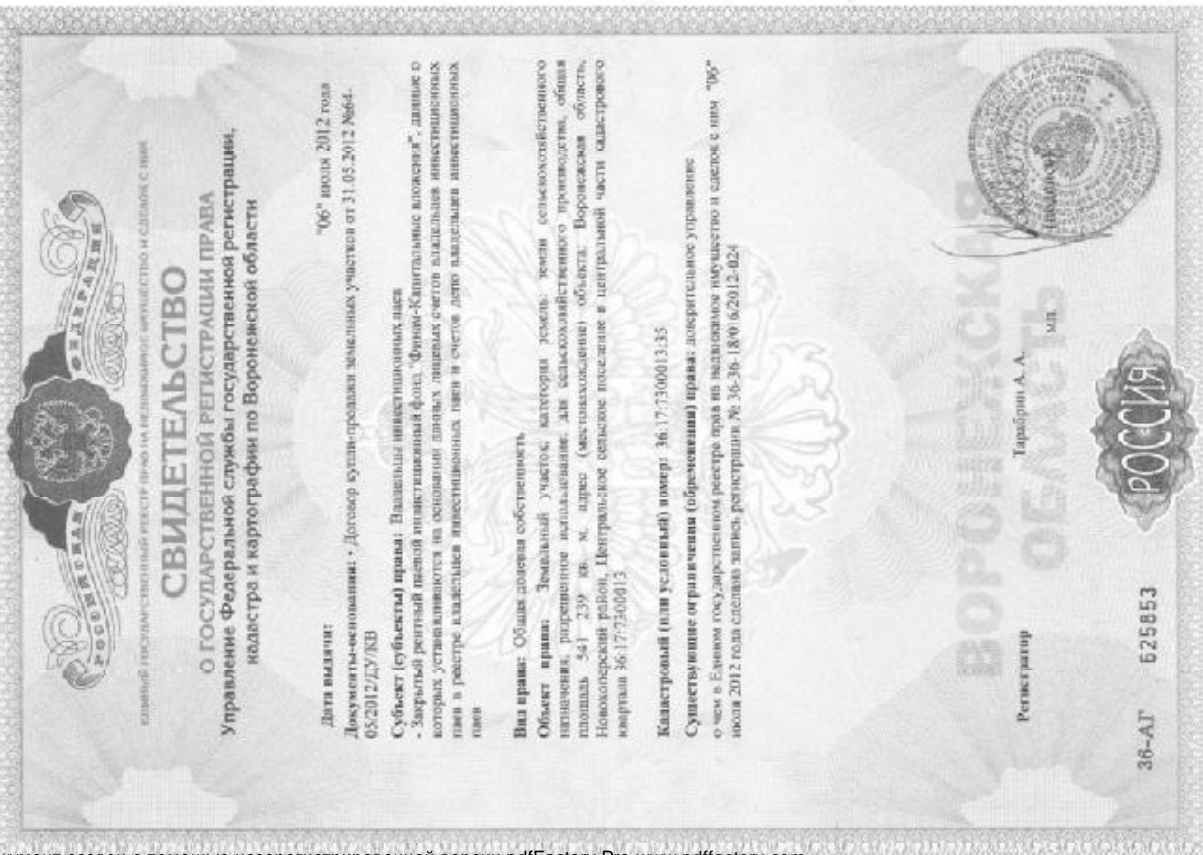 РОССИЙСКАЯ ФЕДЕРАЦИЯ
ЕДИНЫЙ ГОСУДАРСТВЕННЫЙ РЕЕСТР ПРАВ НА НЕДВИЖИМОЕ ИМУЩЕСТВО И СДЕЛОК С НИМ
СВИДЕТЕЛЬСТВО
О ГОСУДАРСТВЕННОЙ РЕГИСТРАЦИИ ПРАВА
Управление Федеральной службы государственной регистрации,
кадастра и картографии по Воронежской области
Дата выдачи: "06" июля 2012 года
Документы-основания: • Договор купли-продажи земельных участков от 31.05.2012 №64-
05/2012/ДУ/КВ
Субъект (субъекты) права: Владельцы инвестиционных паев
- Закрытый рентный паевой инвестиционный фонд "Финам-Капитальные вложения", данные о
которых устанавливаются на основании данных лицевых счетов владельцев инвестиционных
паев в реестре владельцев инвестиционных паев и счетов депо владельцев инвестиционных
паев
Вид права: Общая долевая собственность
Объект права: Земельный участок, категория земель: земли сельскохозяйственного
назначения, разрешенное использование: для сельскохозяйственного производства, общая
площадь 541 239 кв. м, адрес (местонахождение) объекта: Воронежская область,
Новохоперский район, Центральное сельское поселение в центральной части кадастрового
квартала 36:17:7300013
Кадастровый (или условный) номер: 36:17:7300013:35
Существующие ограничения (обременения) права: доверительное управление
о чем в Едином государственном реестре прав на недвижимое имущество и сделок с ним "06"
июля 2012 года сделана запись регистрации № 36-36-18/016/2012-024
ВОРОНЕЖСКАЯ
ОБЛАСТЬ
Регистратор Тарабрин А. А.
м.п.
РОССИЯ
36-АГ 625853